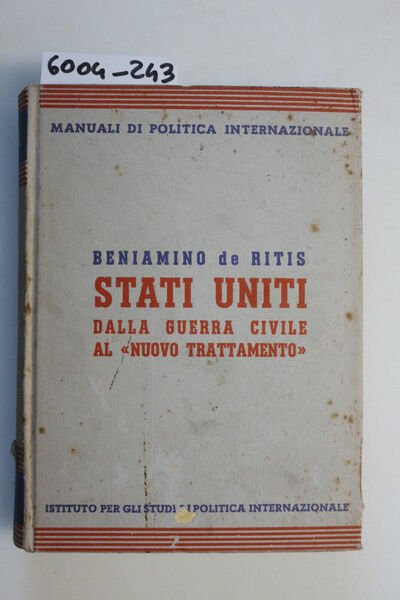 6004-243
MANUALI DI POLITICA INTERNAZIONALE
BENIAMINO de RITIS
STATI UNITI
DALLA GUERRA CIVILE
AL «NUOVO TRATTAMENTO»
ISTITUTO PER GLI STUDI DI POLITICA INTERNAZIONALE